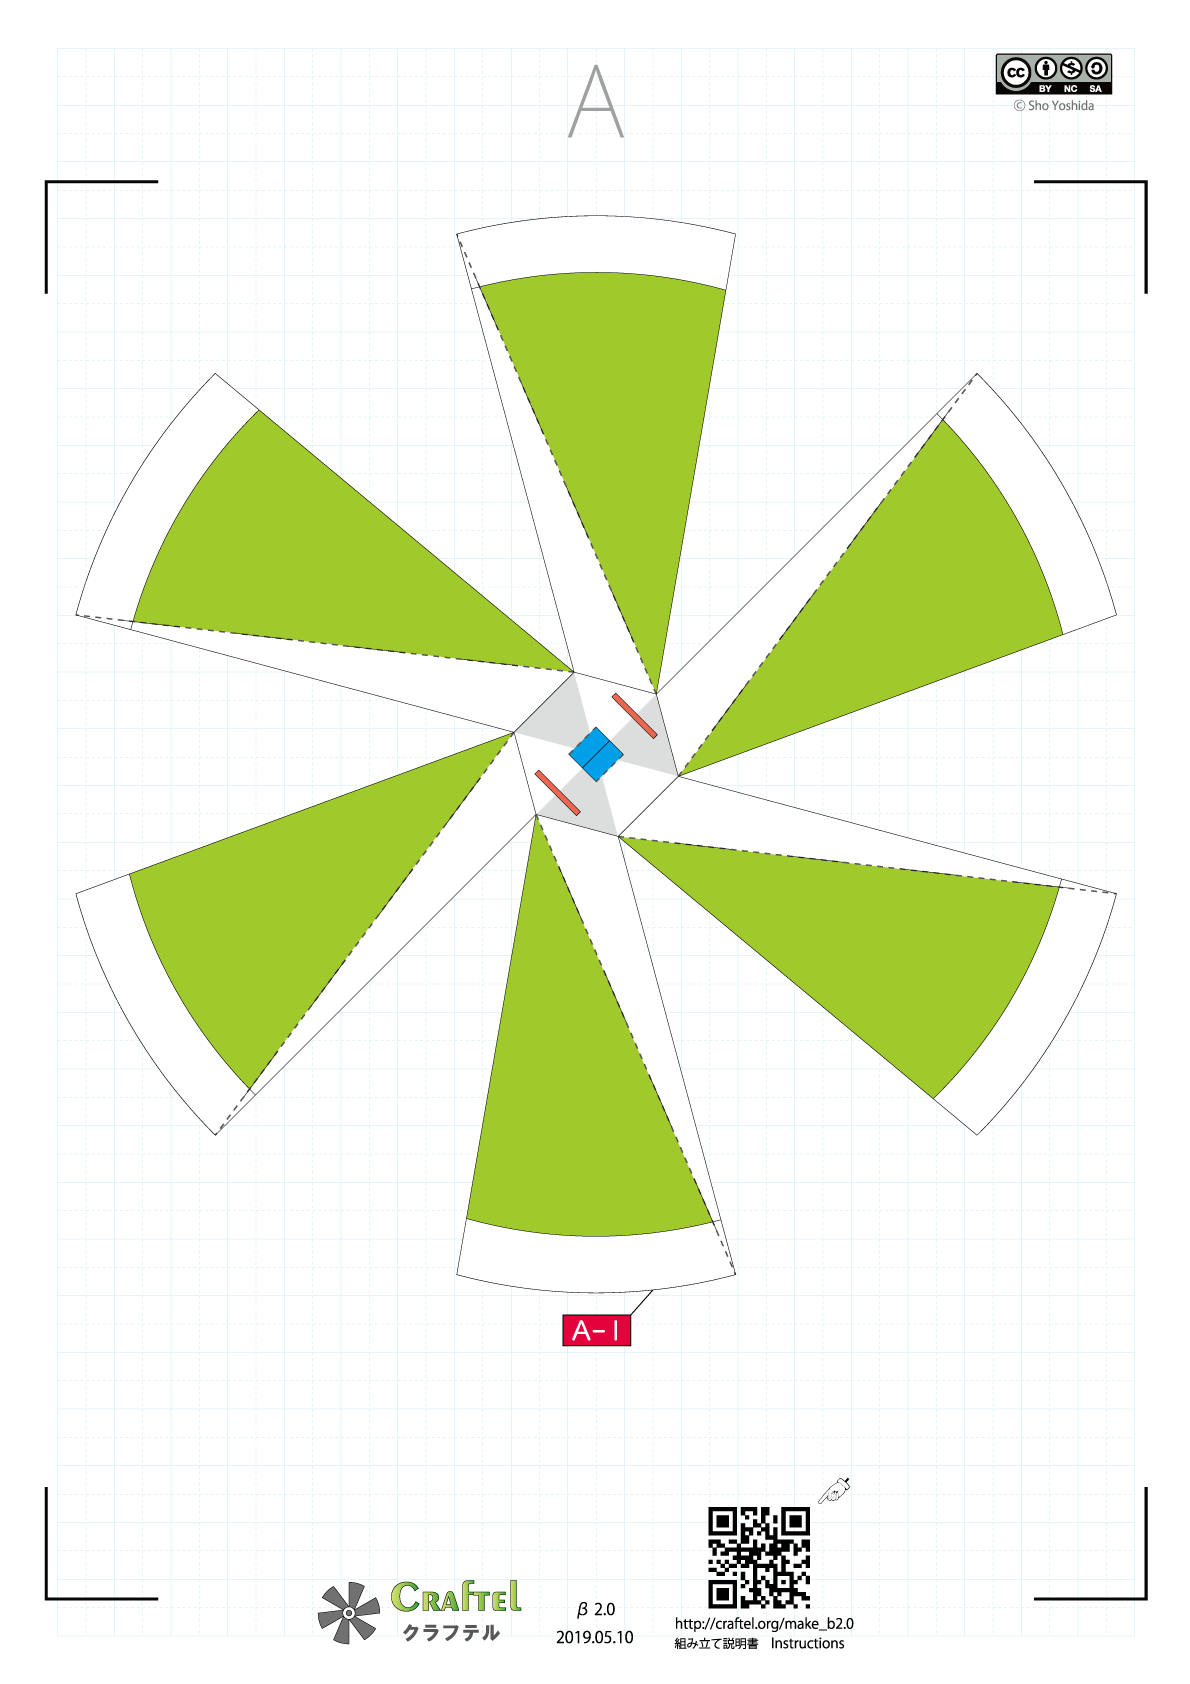 A
cc BY NC SA
© Sho Yoshida
A-1
CRAFTEL
クラフテル
β 2.0
2019.05.10
http://craftel.org/make_b2.0
組み立て説明書 Instructions